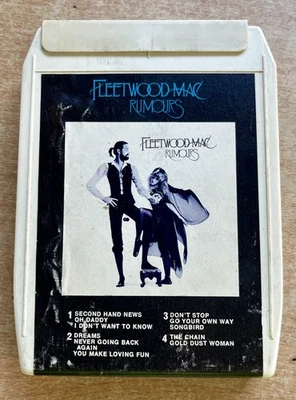 FLEETWOOD MAC
RUMOURS
FLEETWOOD MAC
RUMOURS
1 SECOND HAND NEWS
OH DADDY
I DON'T WANT TO KNOW
2 DREAMS
NEVER GOING BACK
AGAIN
YOU MAKE LOVING FUN
3 DON'T STOP
GO YOUR OWN WAY
SONGBIRD
4 THE CHAIN
GOLD DUST WOMAN